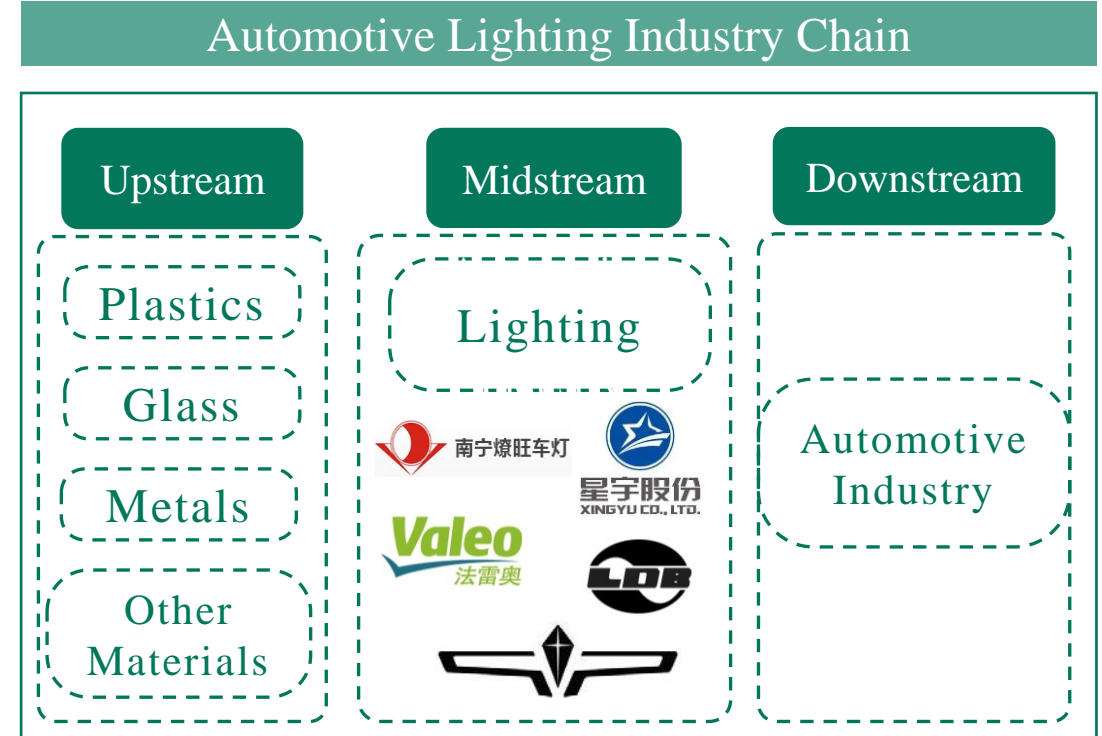 Automotive Lighting Industry Chain
Upstream
Plastics
Glass
Metals
Other
Materials
Midstream
Lighting
南宁燎旺车灯
星宇股份
XINGYU CO., LTD.
Valeo
法雷奥
LDB
Downstream
Automotive
Industry